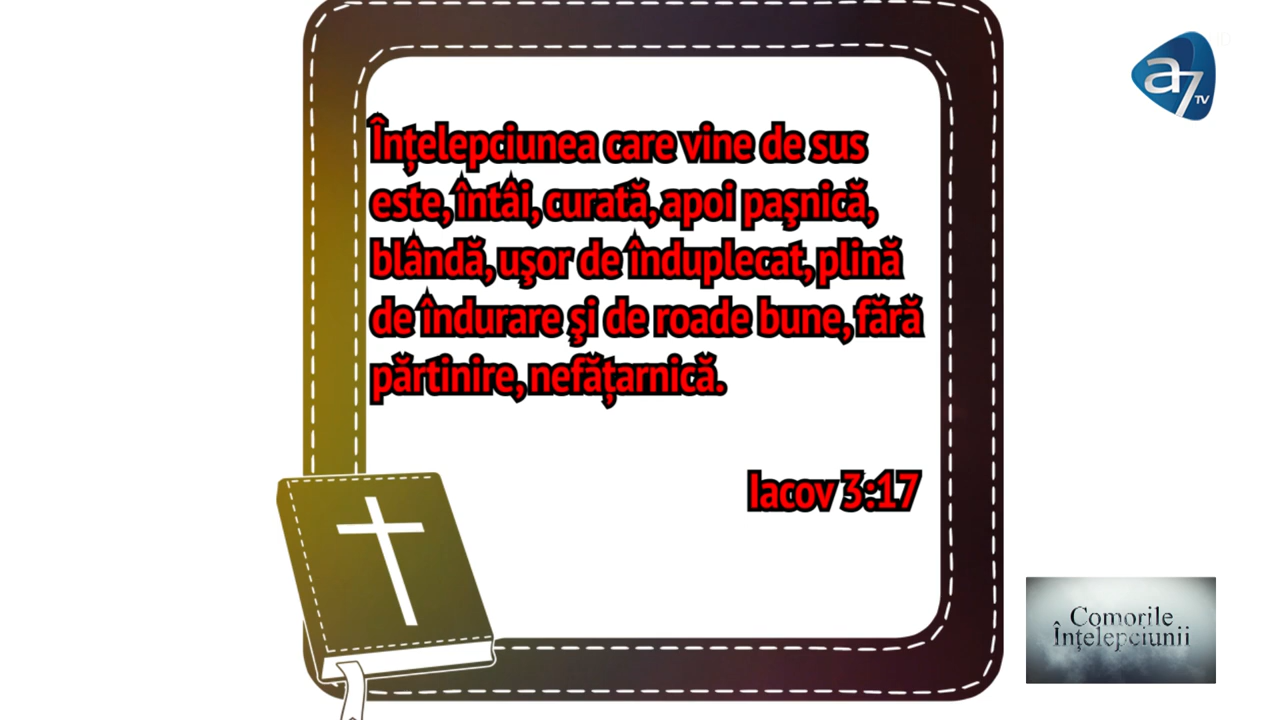 a7 TV
Înțelepciunea care vine de sus
este, întâi, curată, apoi paşnică,
blândă, uşor de înduplecat, plină
de îndurare şi de roade bune, fără
părtinire, nefățarnică.
Iacov 3:17
Comorile
Înțelepciunii